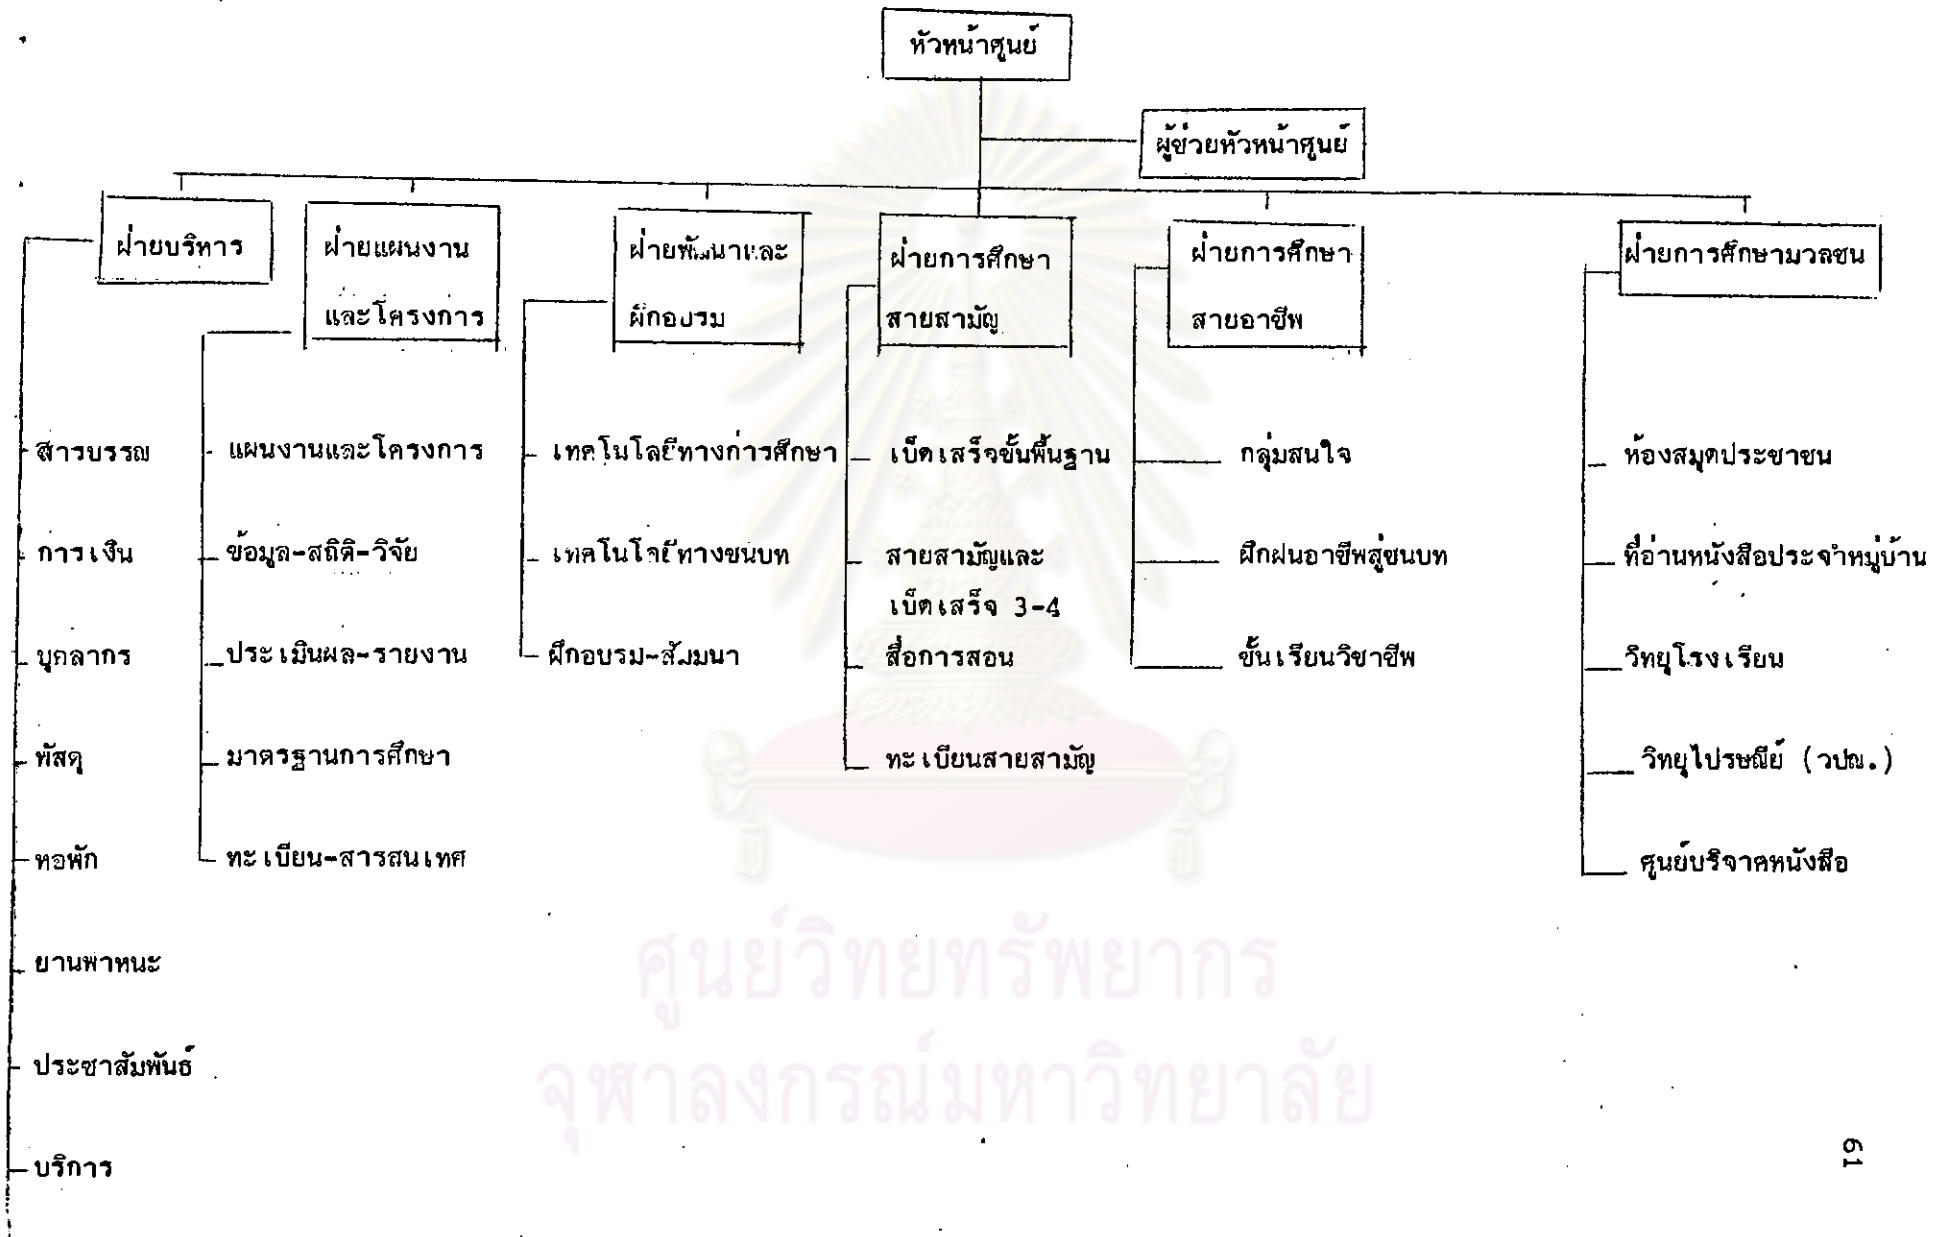 หัวหน้าศูนย์
ผู้ช่วยหัวหน้าศูนย์
ฝ่ายบริหาร
ฝ่ายแผนงาน
และโครงการ
ฝ่ายพัฒนาและ
ฝึกอบรม
ฝ่ายการศึกษา
สายสามัญ
ฝ่ายการศึกษา
สายอาชีพ
ฝ่ายการศึกษามวลชน
สารบรรณ
การเงิน
บุคลากร
พัสดุ
หอพัก
ยานพาหนะ
ประชาสัมพันธ์
บริการ
แผนงานและโครงการ
ข้อมูล-สถิติ-วิจัย
ประเมินผล-รายงาน
มาตรฐานการศึกษา
ทะเบียน-สารสนเทศ
เทคโนโลยีทางการศึกษา
เทคโนโลยีทางชนบท
ฝึกอบรม-สัมมนา
เบ็ดเสร็จขั้นพื้นฐาน
สายสามัญและ
เบ็ดเสร็จ 3-4
สื่อการสอน
ทะเบียนสายสามัญ
กลุ่มสนใจ
ฝึกฝนอาชีพสู่ชนบท
ชั้นเรียนวิชาชีพ
ห้องสมุดประชาชน
ที่อ่านหนังสือประจำหมู่บ้าน
วิทยุโรงเรียน
วิทยุไปรษณีย์ (วปณ.)
ศูนย์บริจาคหนังสือ
ศูนย์วิทยทรัพยากร
จุฬาลงกรณ์มหาวิทยาลัย
61